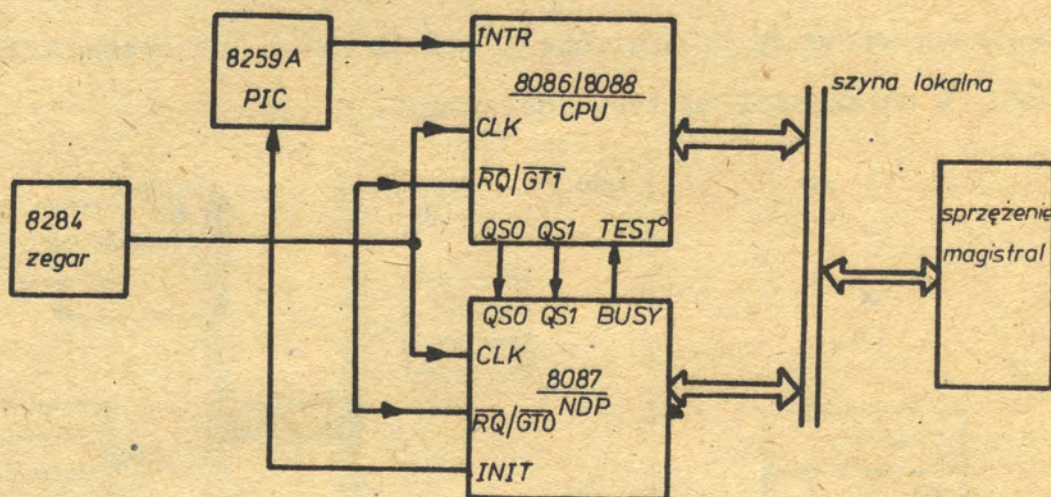 8259A
PIC
INTR
8086/8088
CPU
CLK
RQ/GT1
QS0 QS1 TEST°
8284
zegar
QS0 QS1 BUSY
CLK
8087
NDP
RQ/GT0
INIT
szyna lokalna
sprzężenie
magistral